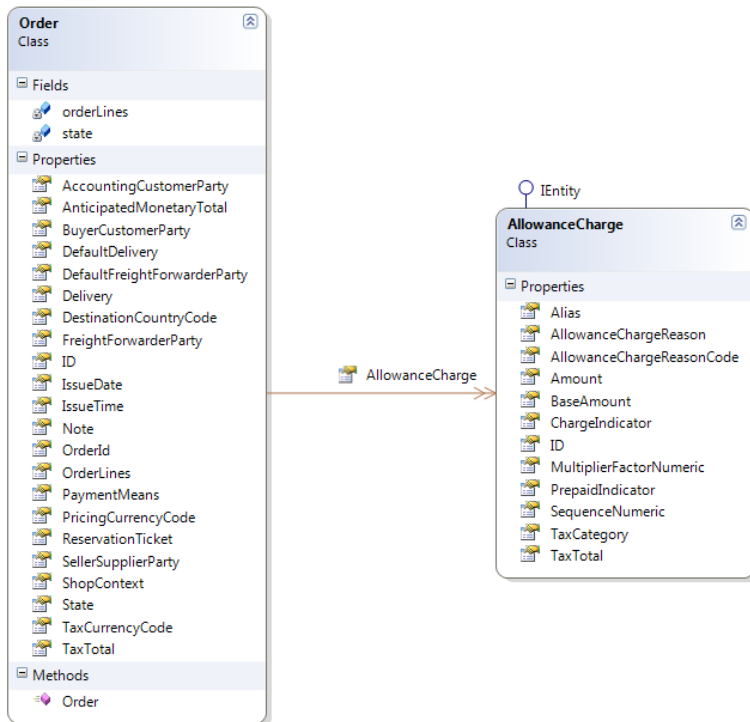 Order
Class
Fields
orderLines
state
Properties
AccountingCustomerParty
AnticipatedMonetaryTotal
BuyerCustomerParty
DefaultDelivery
DefaultFreightForwarderParty
Delivery
DestinationCountryCode
FreightForwarderParty
ID
IssueDate
IssueTime
Note
OrderId
OrderLines
PaymentMeans
PricingCurrencyCode
ReservationTicket
SellerSupplierParty
ShopContext
State
TaxCurrencyCode
TaxTotal
Methods
Order
AllowanceCharge
IEntity
AllowanceCharge
Class
Properties
Alias
AllowanceChargeReason
AllowanceChargeReasonCode
Amount
BaseAmount
ChargeIndicator
ID
MultiplierFactorNumeric
PrepaidIndicator
SequenceNumeric
TaxCategory
TaxTotal